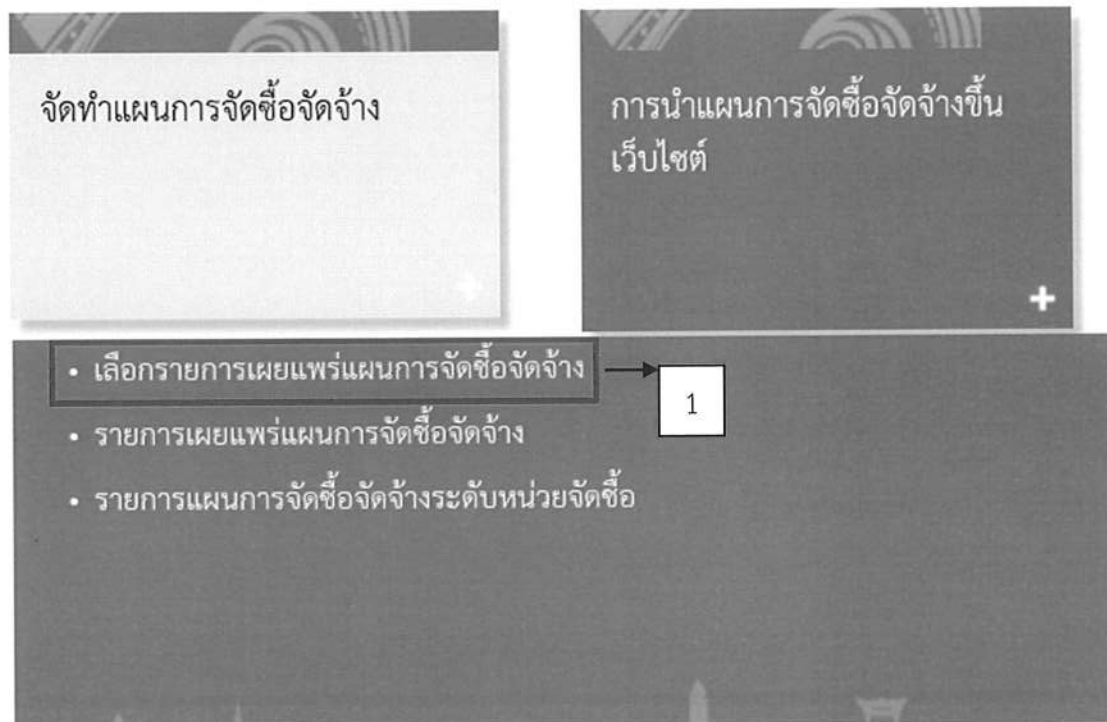 จัดทำแผนการจัดซื้อจัดจ้าง
การนำแผนการจัดซื้อจัดจ้างขึ้น
เว็บไซต์
• เลือกรายการเผยแพร่แผนการจัดซื้อจัดจ้าง
1
• รายการเผยแพร่แผนการจัดซื้อจัดจ้าง
• รายการแผนการจัดซื้อจัดจ้างระดับหน่วยจัดซื้อ